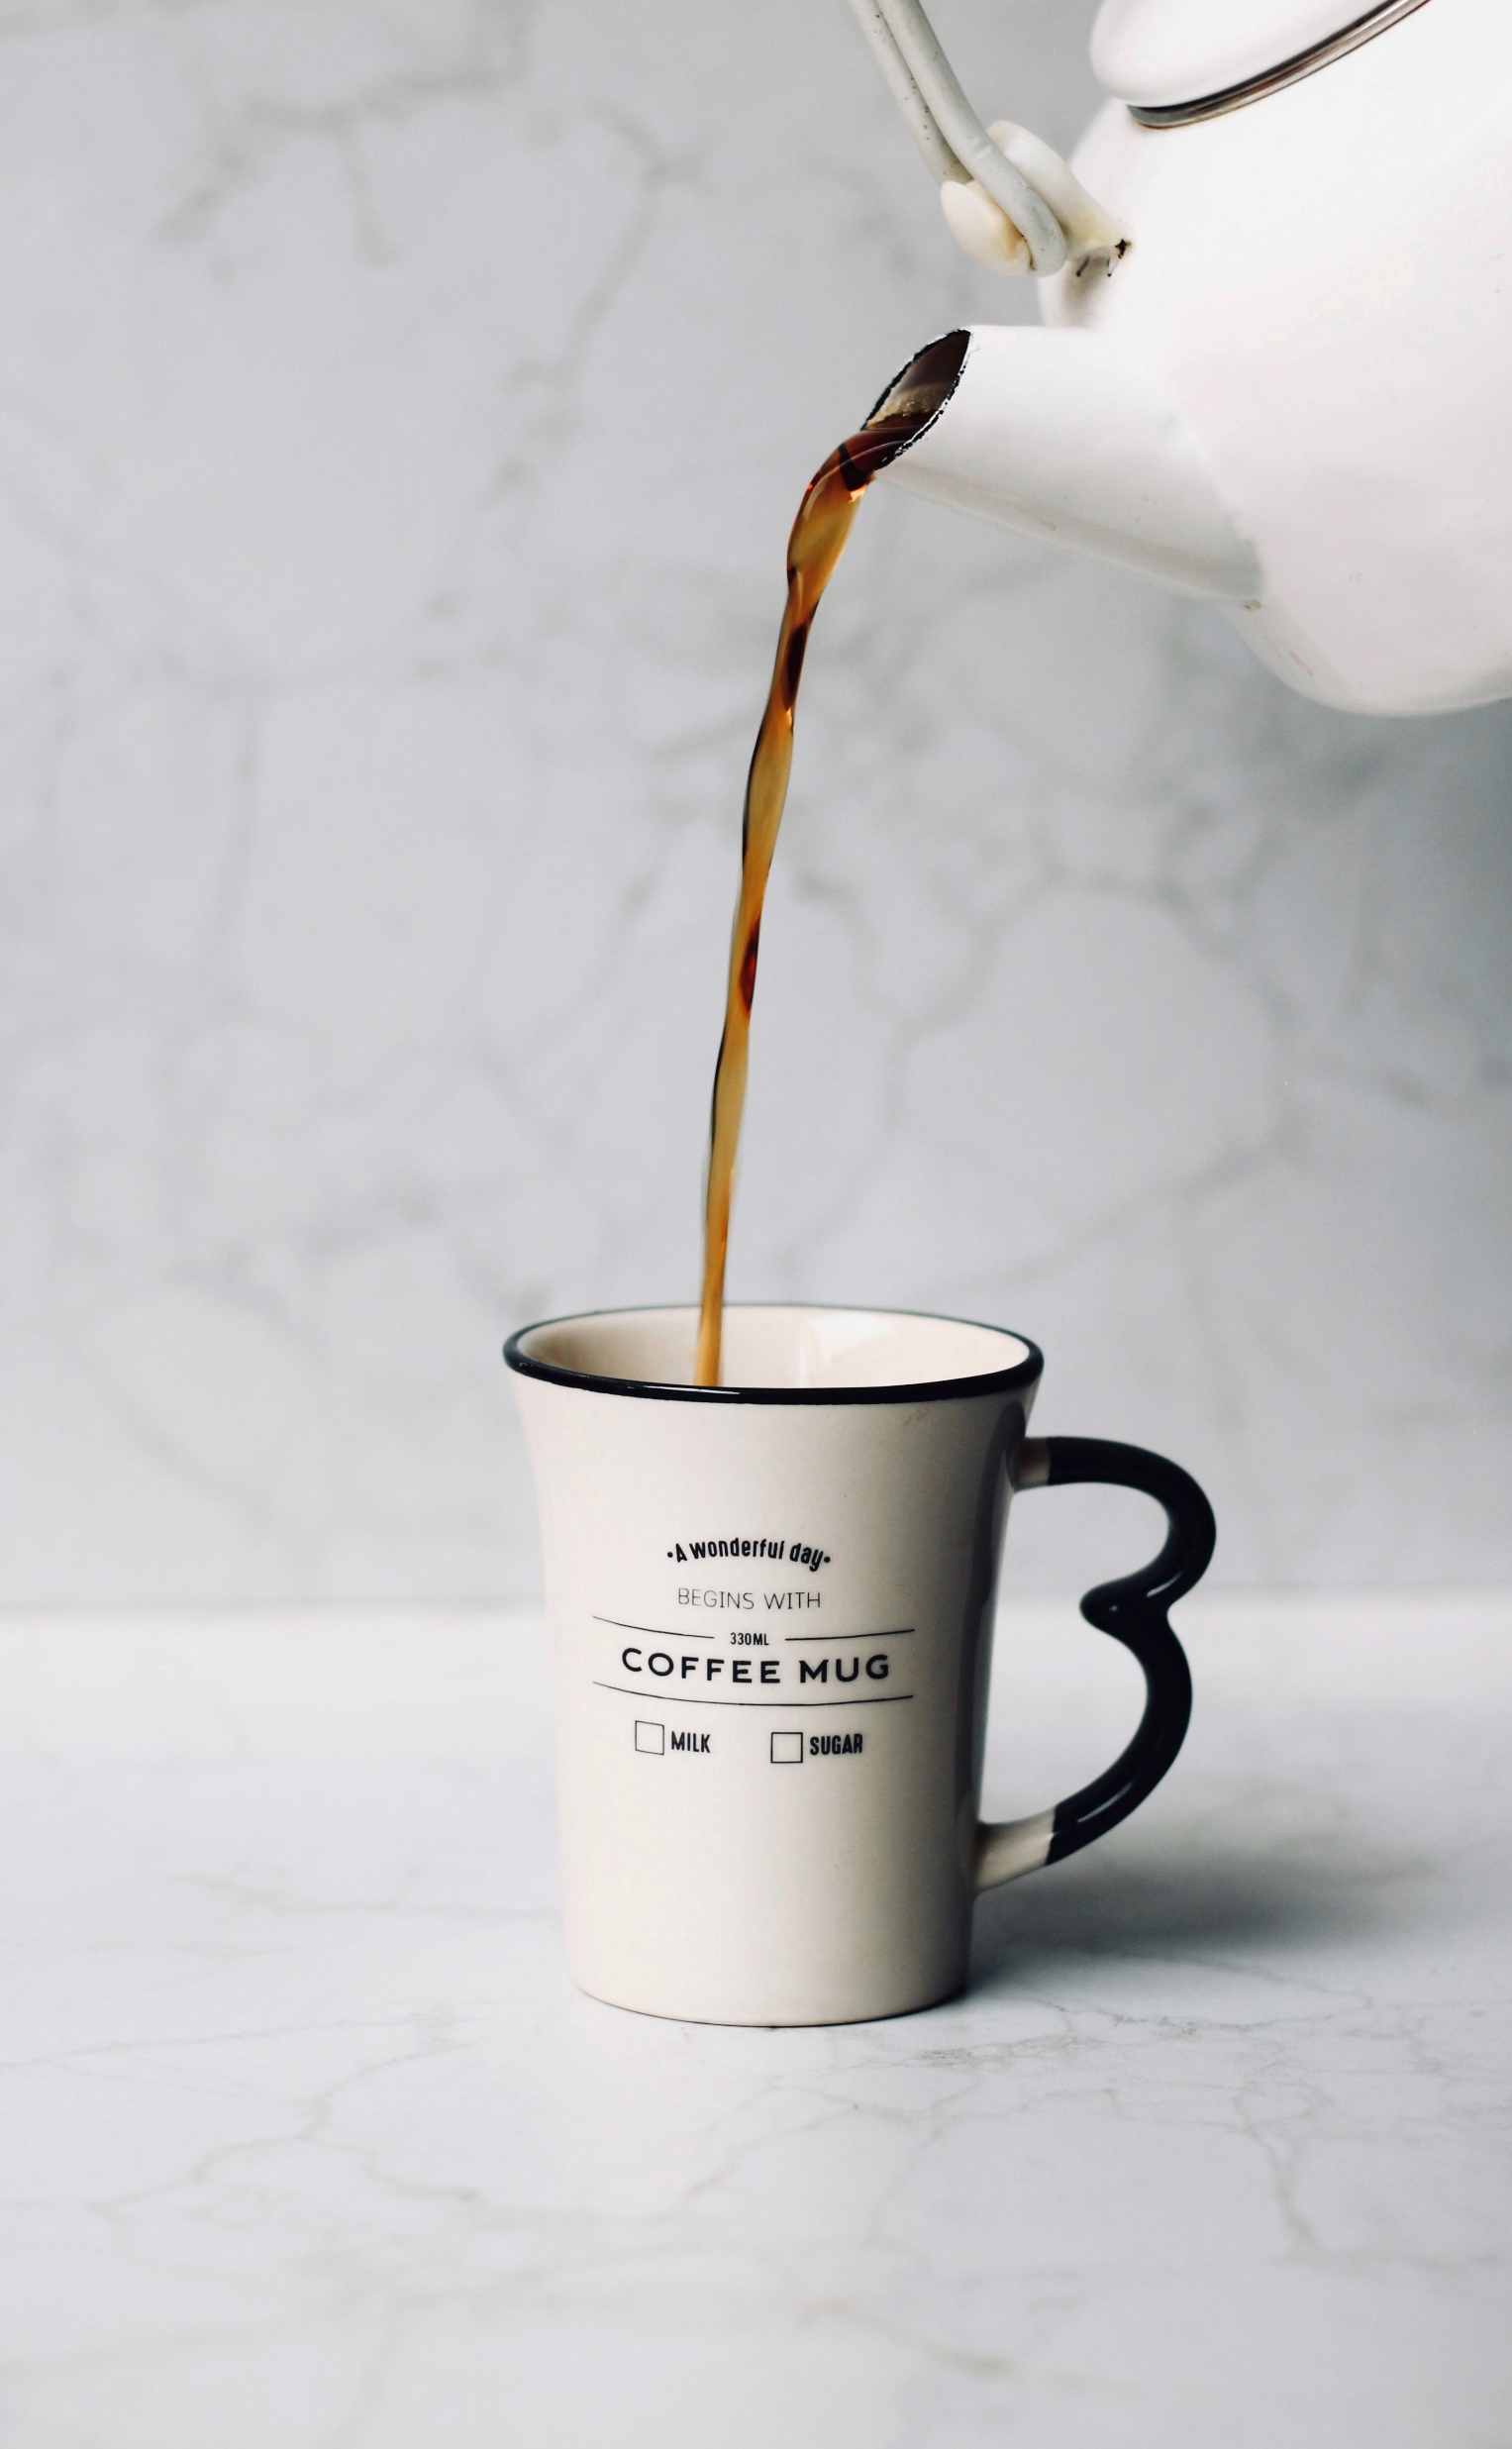 ·A wonderful day·
BEGINS WITH
330ML
COFFEE MUG
MILK SUGAR